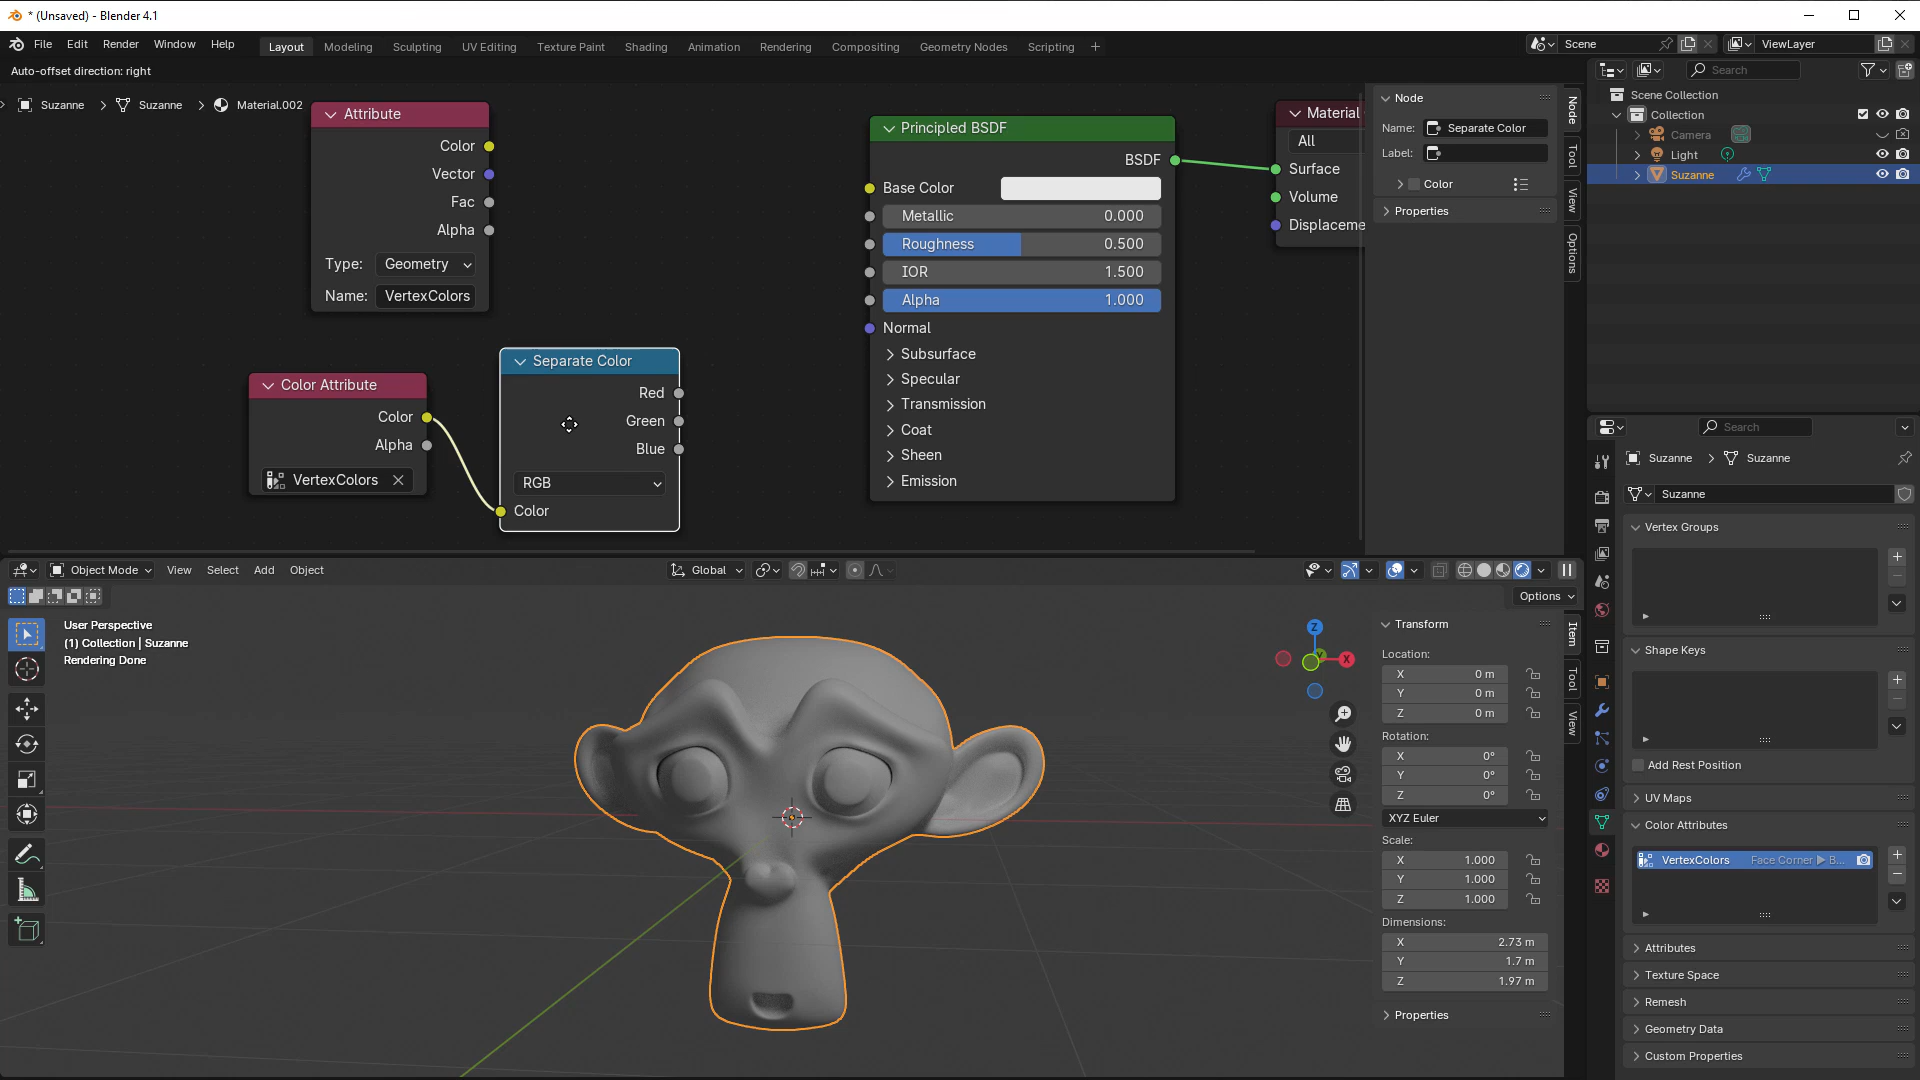 * (Unsaved) - Blender 4.1
File Edit Render Window Help
Layout Modeling Sculpting UV Editing Texture Paint Shading Animation Rendering Compositing Geometry Nodes Scripting +
Scene
ViewLayer
Auto-offset direction: right
Suzanne > Suzanne > Material.002
Attribute
Color
Vector
Fac
Alpha
Type: Geometry
Name: VertexColors
Color Attribute
Color
Alpha
VertexColors
Separate Color
Red
Green
Blue
RGB
Color
Principled BSDF
BSDF
Base Color
Metallic 0.000
Roughness 0.500
IOR 1.500
Alpha 1.000
Normal
Subsurface
Specular
Transmission
Coat
Sheen
Emission
Material
All
Surface
Volume
Displaceme
Node
Name: Separate Color
Label:
Color
Properties
Node
Tool
View
Options
Search
Scene Collection
Collection
Camera
Light
Suzanne
Object Mode View Select Add Object
Global
Options
User Perspective
(1) Collection | Suzanne
Rendering Done
Z
Y
X
Transform
Location:
X 0 m
Y 0 m
Z 0 m
Rotation:
X 0°
Y 0°
Z 0°
XYZ Euler
Scale:
X 1.000
Y 1.000
Z 1.000
Dimensions:
X 2.73 m
Y 1.7 m
Z 1.97 m
Properties
Item
Tool
View
Search
Suzanne > Suzanne
Suzanne
Vertex Groups
Shape Keys
Add Rest Position
UV Maps
Color Attributes
VertexColors Face Corner ▶ B...
Attributes
Texture Space
Remesh
Geometry Data
Custom Properties